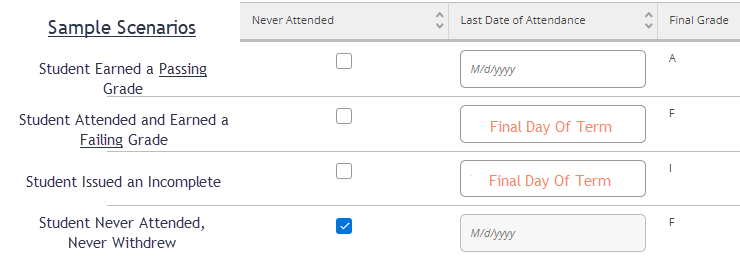 Sample Scenarios
Never Attended
Last Date of Attendance
Final Grade
Student Earned a Passing
Grade
M/d/yyyy
A
Student Attended and Earned a
Failing Grade
Final Day Of Term
F
Student Issued an Incomplete
Final Day Of Term
I
Student Never Attended,
Never Withdrew
M/d/yyyy
F